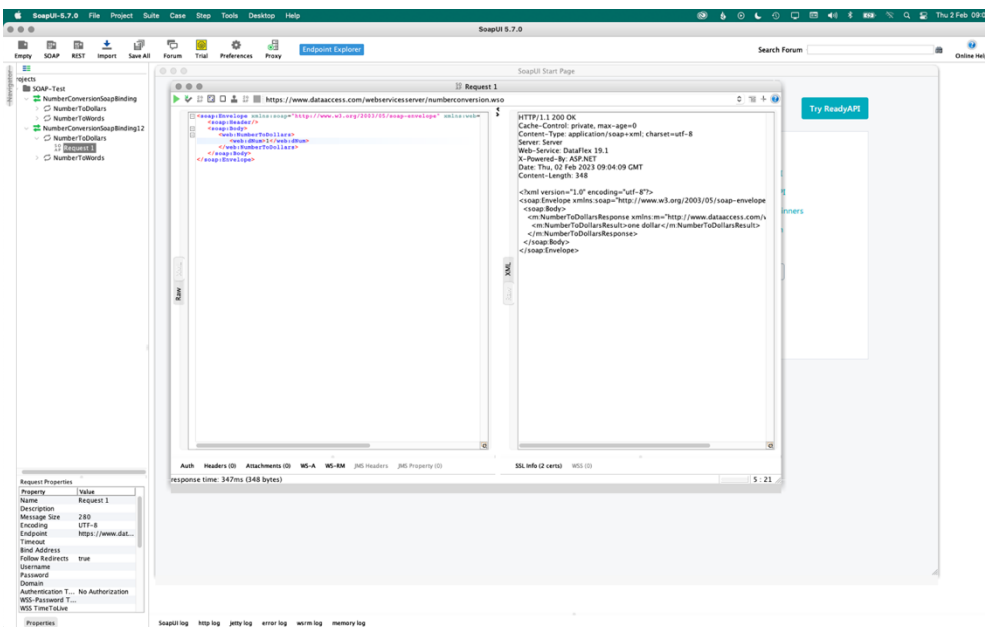 SoapUI-5.7.0 File Project Suite Case Step Tools Desktop Help Thu 2 Feb 09:0
SoapUI 5.7.0
Empty SOAP REST Import Save All Forum Trial Preferences Proxy Endpoint Explorer Search Forum Online Hel
Navigation
rojects
SOAP-Test
NumberConversionSoapBinding
NumberToDollars
NumberToWords
NumberConversionSoapBinding12
NumberToDollars
Request 1
NumberToWords
SoapUI Start Page
Request 1
https://www.dataaccess.com/webservicesserver/numberconversion.wso
<soap:Envelope xmlns:soap="http://www.w3.org/2003/05/soap-envelope" xmlns:web=
<soap:Header/>
<soap:Body>
<web:NumberToDollars>
<web:dNum>1</web:dNum>
</web:NumberToDollars>
</soap:Body>
</soap:Envelope>
Raw
XML
HTTP/1.1 200 OK
Cache-Control: private, max-age=0
Content-Type: application/soap+xml; charset=utf-8
Server: Server
Web-Service: DataFlex 19.1
X-Powered-By: ASP.NET
Date: Thu, 02 Feb 2023 09:04:09 GMT
Content-Length: 348
<?xml version="1.0" encoding="utf-8"?>
<soap:Envelope xmlns:soap="http://www.w3.org/2003/05/soap-envelope
<soap:Body>
<m:NumberToDollarsResponse xmlns:m="http://www.dataaccess.com/v
<m:NumberToDollarsResult>one dollar</m:NumberToDollarsResult>
</m:NumberToDollarsResponse>
</soap:Body>
</soap:Envelope>
Try ReadyAPI
inners
Auth Headers (0) Attachments (0) WS-A WS-RM JMS Headers JMS Property (0)
SSL Info (2 certs) WSS (0)
response time: 347ms (348 bytes)
5 : 21
Request Properties
Property Value
Name Request 1
Description
Message Size 280
Encoding UTF-8
Endpoint https://www.dat...
Timeout
Bind Address
Follow Redirects true
Username
Password
Domain
Authentication T... No Authorization
WSS-Password T...
WSS TimeToLive
Properties
SoapUI log http log jetty log error log wsrm log memory log